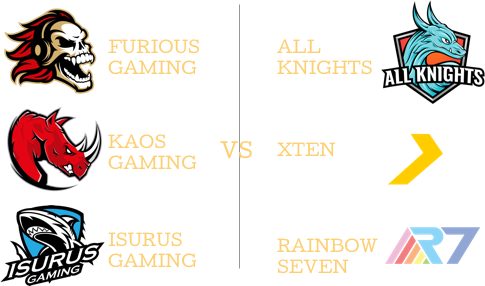 FURIOUS
GAMING
ALL
KNIGHTS
ALL KNIGHTS
KAOS
GAMING
VS
XTEN
ISURUS
GAMING
ISURUS
GAMING
RAINBOW
SEVEN
R7